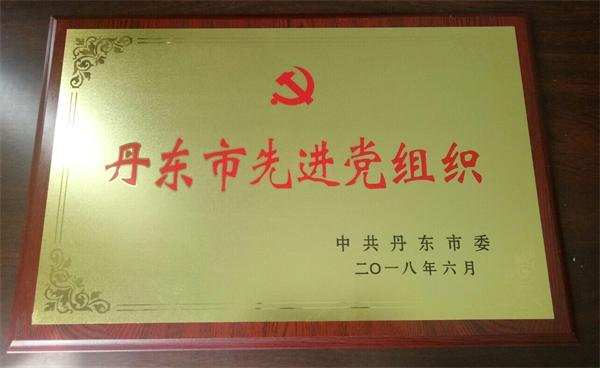 丹东市先进党组织
中共丹东市委
二〇一八年六月